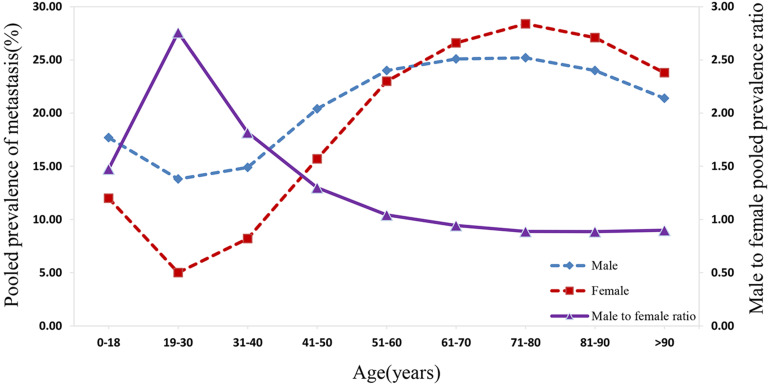 Pooled prevalence of metastasis(%)
30.00
25.00
20.00
15.00
10.00
5.00
0.00
3.00
2.50
2.00
1.50
1.00
0.50
0.00
Male to female pooled prevalence ratio
Male
Female
Male to female ratio
0-18 19-30 31-40 41-50 51-60 61-70 71-80 81-90 >90
Age(years)